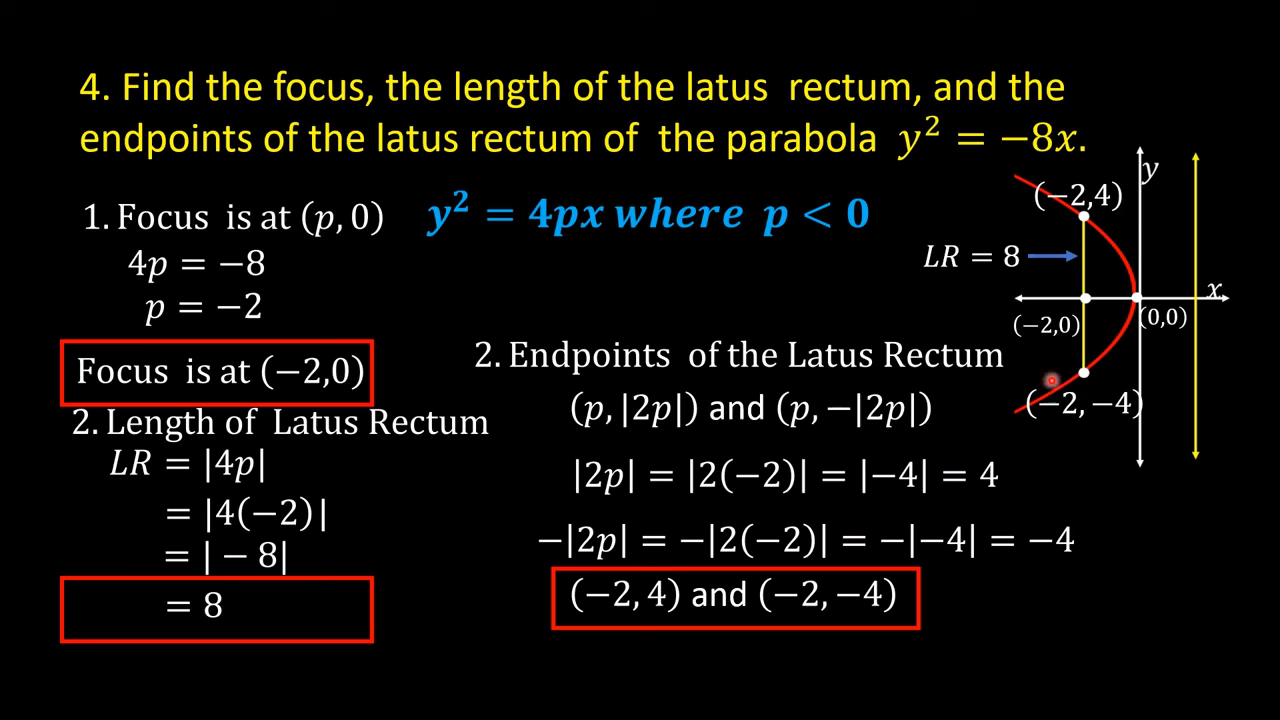 4. Find the focus, the length of the latus rectum, and the
endpoints of the latus rectum of the parabola y² = −8x.
1. Focus is at (p, 0)
y² = 4px where p < 0
4p = −8
p = −2
Focus is at (−2,0)
2. Length of Latus Rectum
LR = |4p|
= |4(−2)|
= | − 8|
= 8
2. Endpoints of the Latus Rectum
(p, |2p|) and (p, −|2p|)
|2p| = |2(−2)| = |−4| = 4
−|2p| = −|2(−2)| = −|−4| = −4
(−2, 4) and (−2, −4)
y
(−2,4)
LR = 8
x
(−2,0)
(0,0)
(−2, −4)